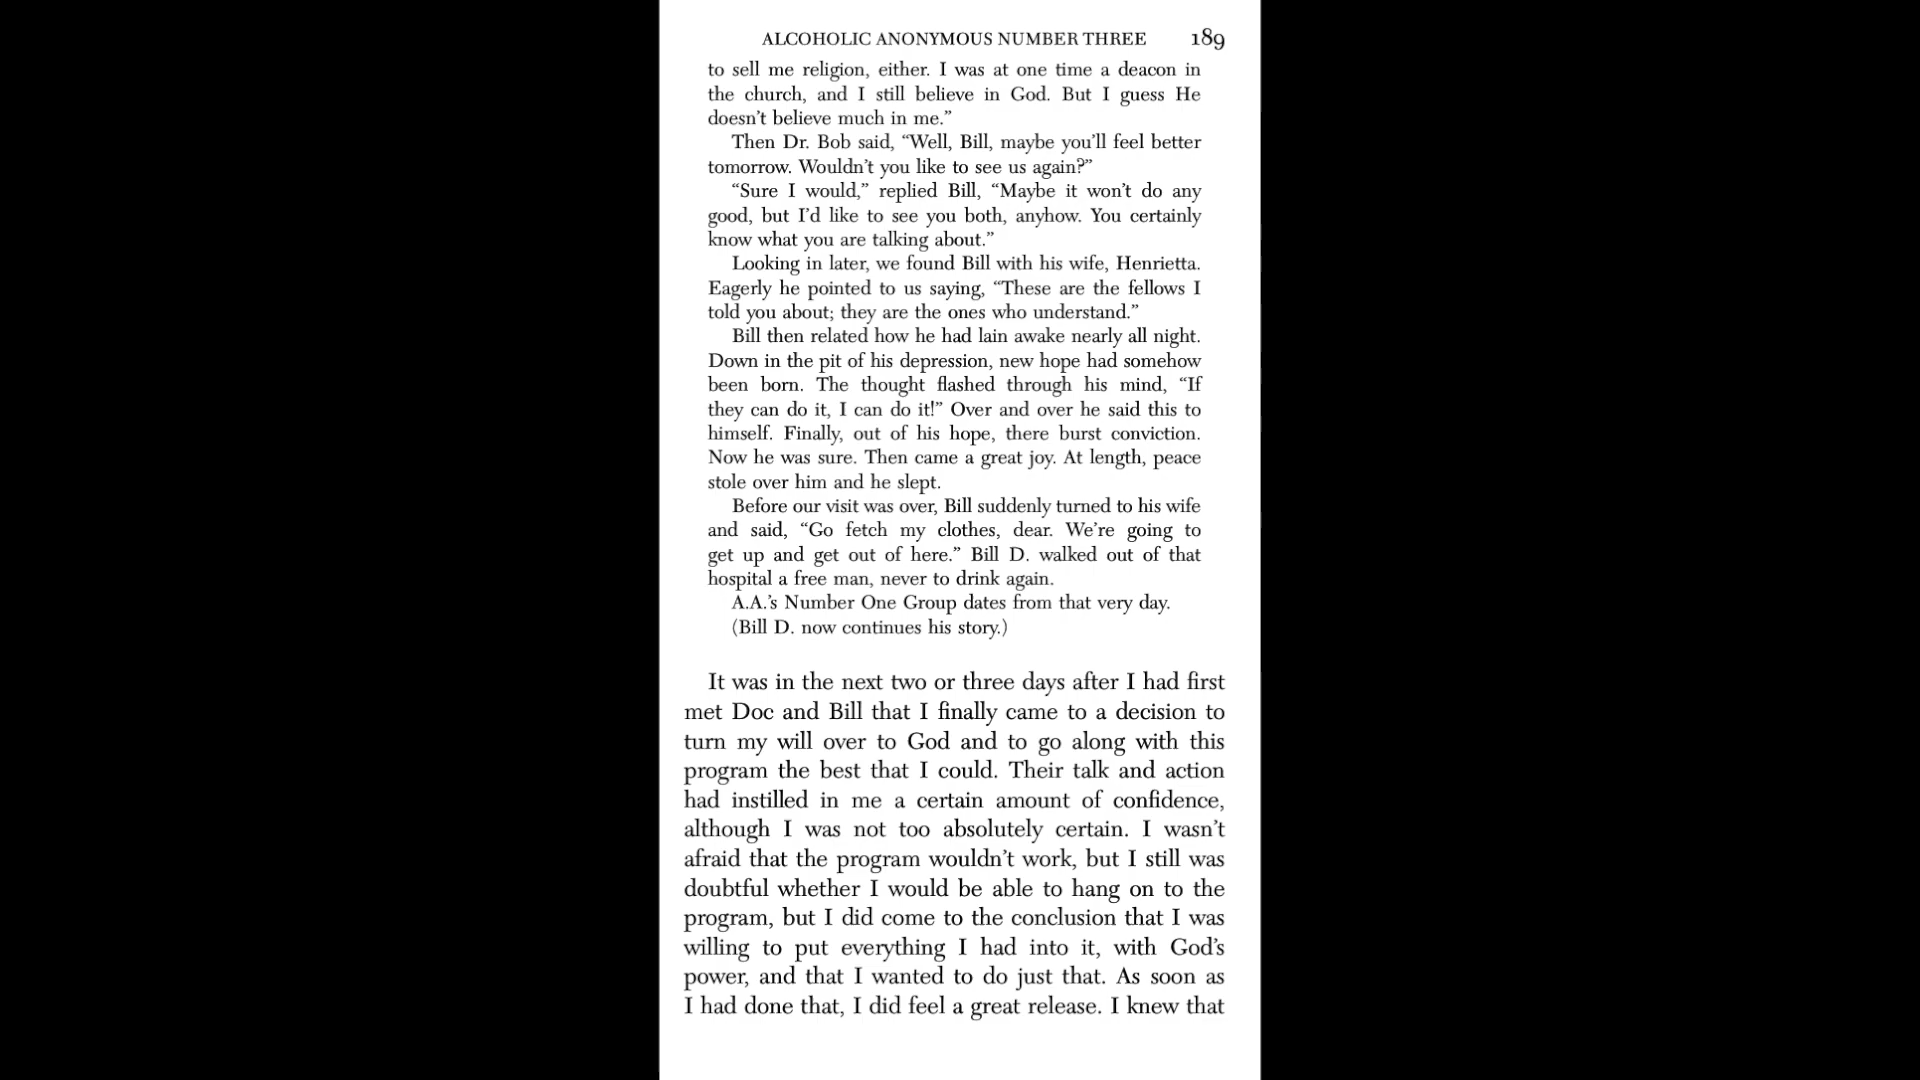 ALCOHOLIC ANONYMOUS NUMBER THREE 189
to sell me religion, either. I was at one time a deacon in
the church, and I still believe in God. But I guess He
doesn’t believe much in me.”
Then Dr. Bob said, “Well, Bill, maybe you’ll feel better
tomorrow. Wouldn’t you like to see us again?”
“Sure I would,” replied Bill, “Maybe it won’t do any
good, but I’d like to see you both, anyhow. You certainly
know what you are talking about.”
Looking in later, we found Bill with his wife, Henrietta.
Eagerly he pointed to us saying, “These are the fellows I
told you about; they are the ones who understand.”
Bill then related how he had lain awake nearly all night.
Down in the pit of his depression, new hope had somehow
been born. The thought flashed through his mind, “If
they can do it, I can do it!” Over and over he said this to
himself. Finally, out of his hope, there burst conviction.
Now he was sure. Then came a great joy. At length, peace
stole over him and he slept.
Before our visit was over, Bill suddenly turned to his wife
and said, “Go fetch my clothes, dear. We’re going to
get up and get out of here.” Bill D. walked out of that
hospital a free man, never to drink again.
A.A.’s Number One Group dates from that very day.
(Bill D. now continues his story.)
It was in the next two or three days after I had first
met Doc and Bill that I finally came to a decision to
turn my will over to God and to go along with this
program the best that I could. Their talk and action
had instilled in me a certain amount of confidence,
although I was not too absolutely certain. I wasn’t
afraid that the program wouldn’t work, but I still was
doubtful whether I would be able to hang on to the
program, but I did come to the conclusion that I was
willing to put everything I had into it, with God’s
power, and that I wanted to do just that. As soon as
I had done that, I did feel a great release. I knew that